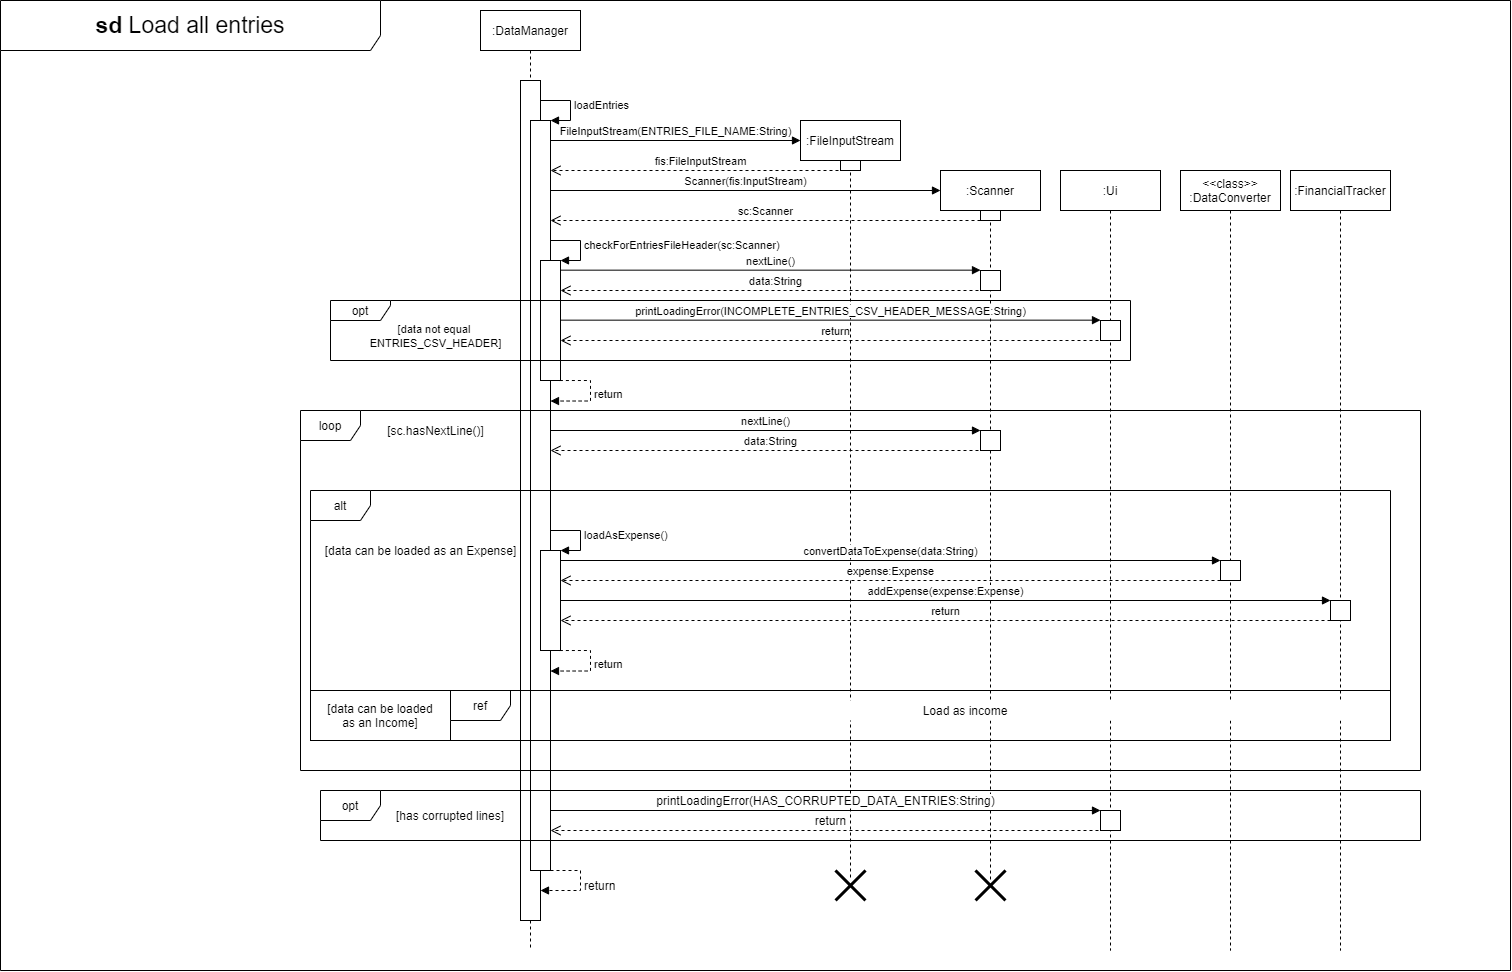 sd Load all entries
:DataManager
loadEntries
FileInputStream(ENTRIES_FILE_NAME:String)
:FileInputStream
fis:FileInputStream
Scanner(fis:InputStream)
:Scanner
:Ui
<<class>>
:DataConverter
:FinancialTracker
sc:Scanner
checkForEntriesFileHeader(sc:Scanner)
nextLine()
data:String
opt
[data not equal
ENTRIES_CSV_HEADER]
printLoadingError(INCOMPLETE_ENTRIES_CSV_HEADER_MESSAGE:String)
return
return
loop
[sc.hasNextLine()]
nextLine()
data:String
alt
[data can be loaded as an Expense]
loadAsExpense()
convertDataToExpense(data:String)
expense:Expense
addExpense(expense:Expense)
return
return
[data can be loaded
as an Income]
ref
Load as income
opt
[has corrupted lines]
printLoadingError(HAS_CORRUPTED_DATA_ENTRIES:String)
return
return